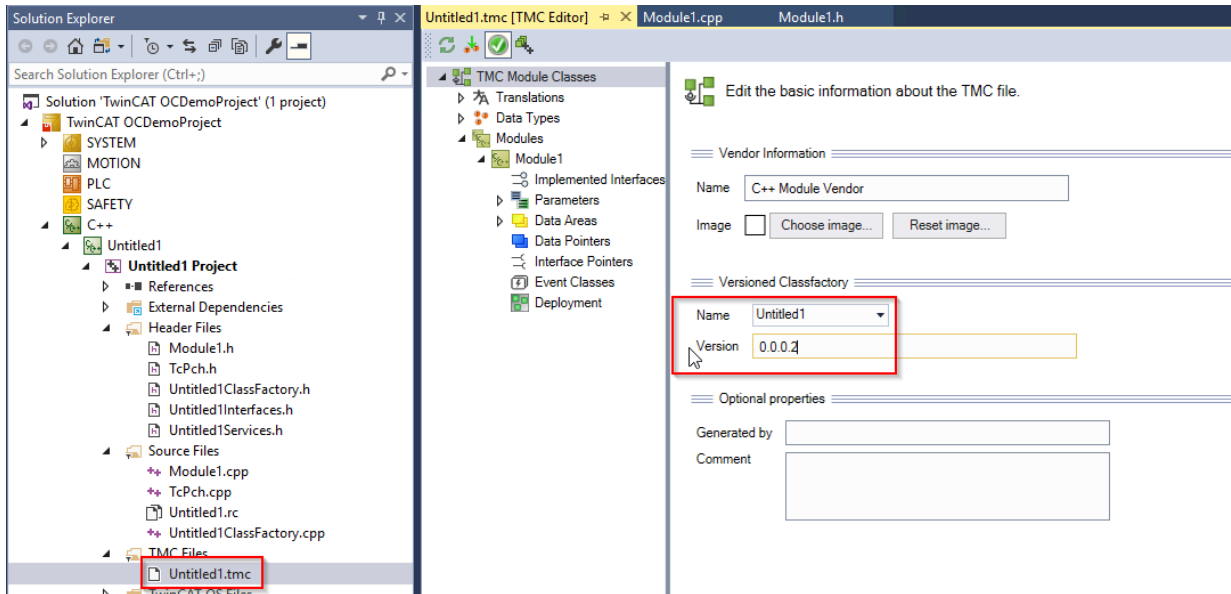 Solution Explorer
Search Solution Explorer (Ctrl+;)
Solution 'TwinCAT OCDemoProject' (1 project)
TwinCAT OCDemoProject
SYSTEM
MOTION
PLC
SAFETY
C++
Untitled1
Untitled1 Project
References
External Dependencies
Header Files
Module1.h
TcPch.h
Untitled1ClassFactory.h
Untitled1Interfaces.h
Untitled1Services.h
Source Files
Module1.cpp
TcPch.cpp
Untitled1.rc
Untitled1ClassFactory.cpp
TMC Files
Untitled1.tmc
TwinCAT OS Files
Untitled1.tmc [TMC Editor] Module1.cpp Module1.h
TMC Module Classes
Translations
Data Types
Modules
Module1
Implemented Interfaces
Parameters
Data Areas
Data Pointers
Interface Pointers
Event Classes
Deployment
Edit the basic information about the TMC file.
Vendor Information
Name C++ Module Vendor
Image Choose image... Reset image...
Versioned Classfactory
Name Untitled1
Version 0.0.0.2
Optional properties
Generated by
Comment